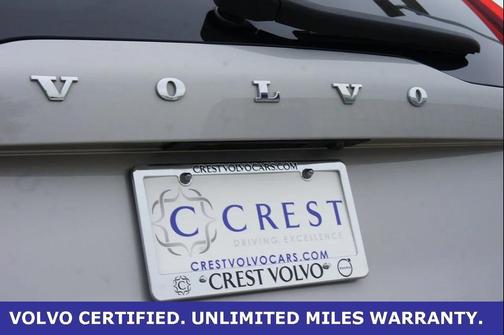 VOLVO
CRESTVOLVOCARS.COM
C CREST
DRIVING EXCELLENCE
CRESTVOLVOCARS.COM
C CREST VOLVO
VOLVO CERTIFIED. UNLIMITED MILES WARRANTY.